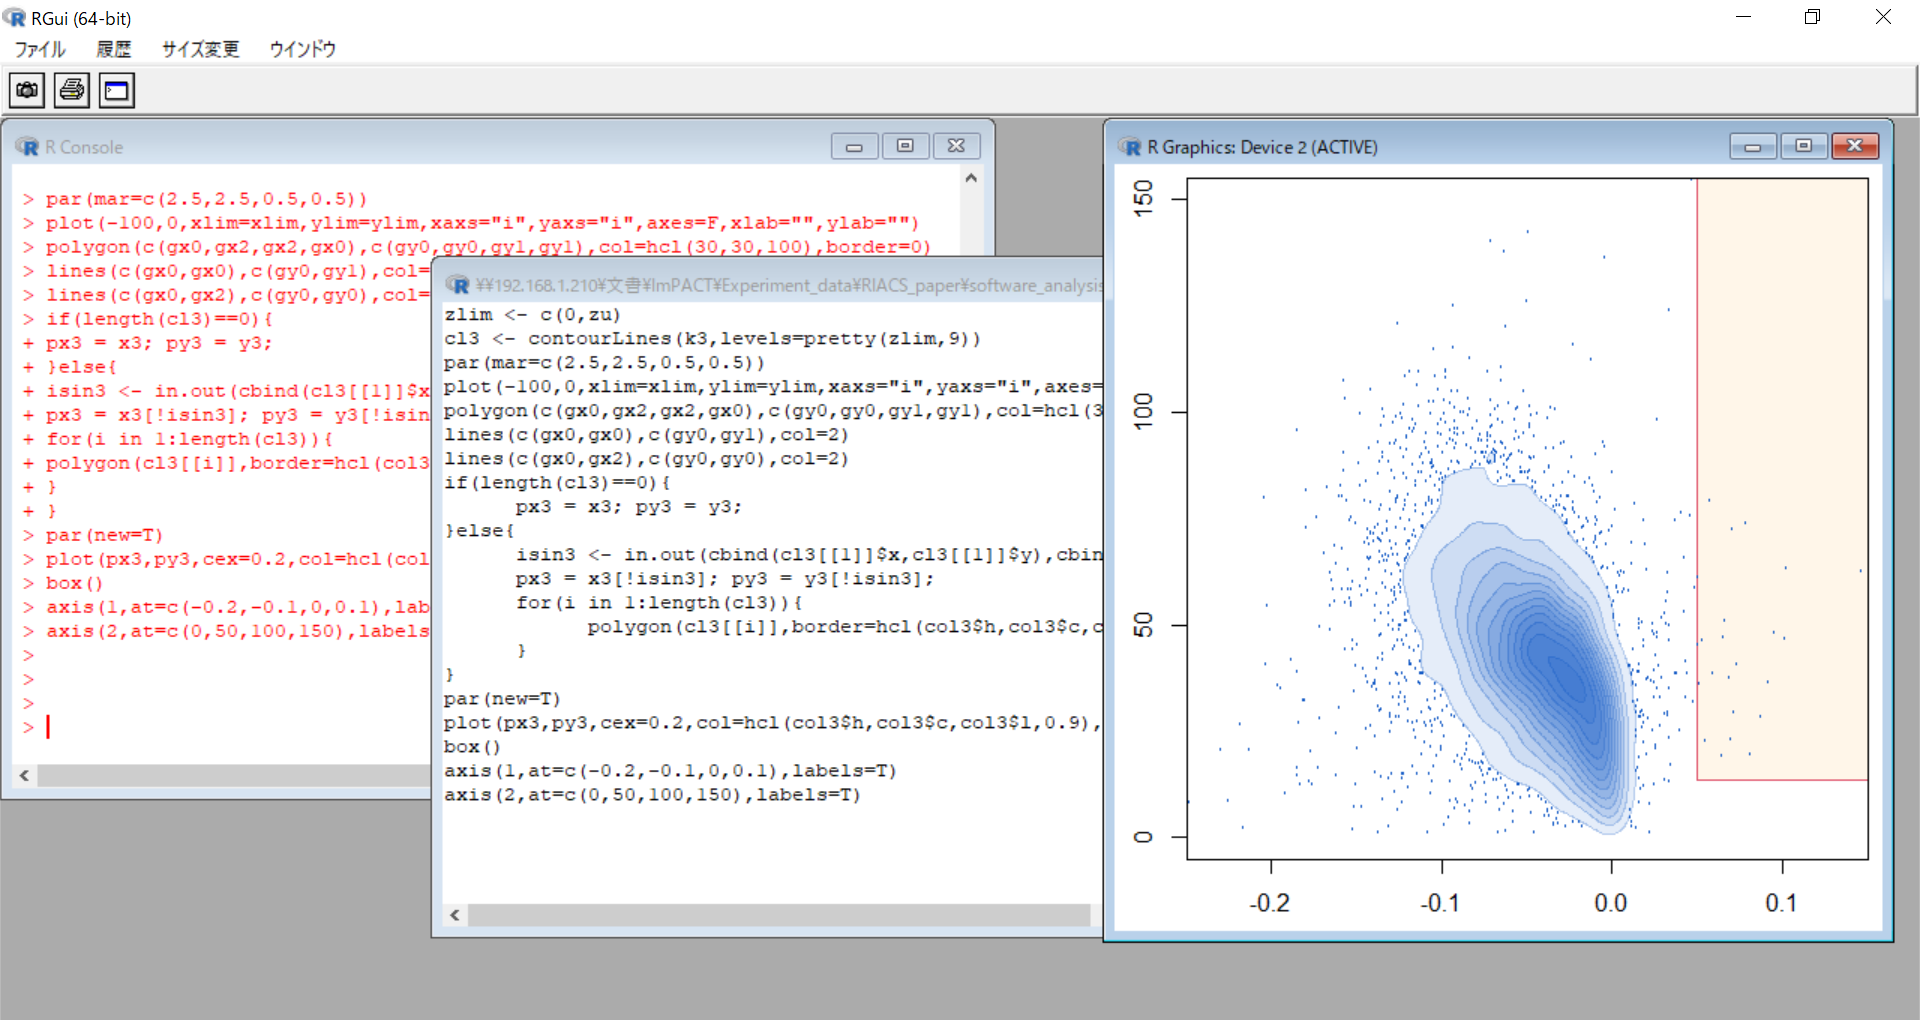 RGui (64-bit)
ファイル 履歴 サイズ変更 ウインドウ
R Console
> par(mar=c(2.5,2.5,0.5,0.5))
> plot(-100,0,xlim=xlim,ylim=ylim,xaxs="i",yaxs="i",axes=F,xlab="",ylab="")
> polygon(c(gx0,gx2,gx2,gx0),c(gy0,gy0,gy1,gy1),col=hcl(30,30,100),border=0)
> lines(c(gx0,gx0),c(gy0,gy1),col=
> lines(c(gx0,gx2),c(gy0,gy0),col=
> if(length(cl3)==0){
+ px3 = x3; py3 = y3;
+ }else{
+ isin3 <- in.out(cbind(cl3[[1]]$x
+ px3 = x3[!isin3]; py3 = y3[!isin
+ for(i in 1:length(cl3)){
+ polygon(cl3[[i]],border=hcl(col3
+ }
+ }
> par(new=T)
> plot(px3,py3,cex=0.2,col=hcl(col
> box()
> axis(1,at=c(-0.2,-0.1,0,0.1),lab
> axis(2,at=c(0,50,100,150),labels
>
>
>
>
¥¥192.168.1.210¥文書¥ImPACT¥Experiment_data¥RIACS_paper¥software_analysis
zlim <- c(0,zu)
cl3 <- contourLines(k3,levels=pretty(zlim,9))
par(mar=c(2.5,2.5,0.5,0.5))
plot(-100,0,xlim=xlim,ylim=ylim,xaxs="i",yaxs="i",axes=
polygon(c(gx0,gx2,gx2,gx0),c(gy0,gy0,gy1,gy1),col=hcl(3
lines(c(gx0,gx0),c(gy0,gy1),col=2)
lines(c(gx0,gx2),c(gy0,gy0),col=2)
if(length(cl3)==0){
px3 = x3; py3 = y3;
}else{
isin3 <- in.out(cbind(cl3[[1]]$x,cl3[[1]]$y),cbin
px3 = x3[!isin3]; py3 = y3[!isin3];
for(i in 1:length(cl3)){
polygon(cl3[[i]],border=hcl(col3$h,col3$c,c
}
}
par(new=T)
plot(px3,py3,cex=0.2,col=hcl(col3$h,col3$c,col3$l,0.9),
box()
axis(1,at=c(-0.2,-0.1,0,0.1),labels=T)
axis(2,at=c(0,50,100,150),labels=T)
R Graphics: Device 2 (ACTIVE)
150
100
50
0
-0.2 -0.1 0.0 0.1